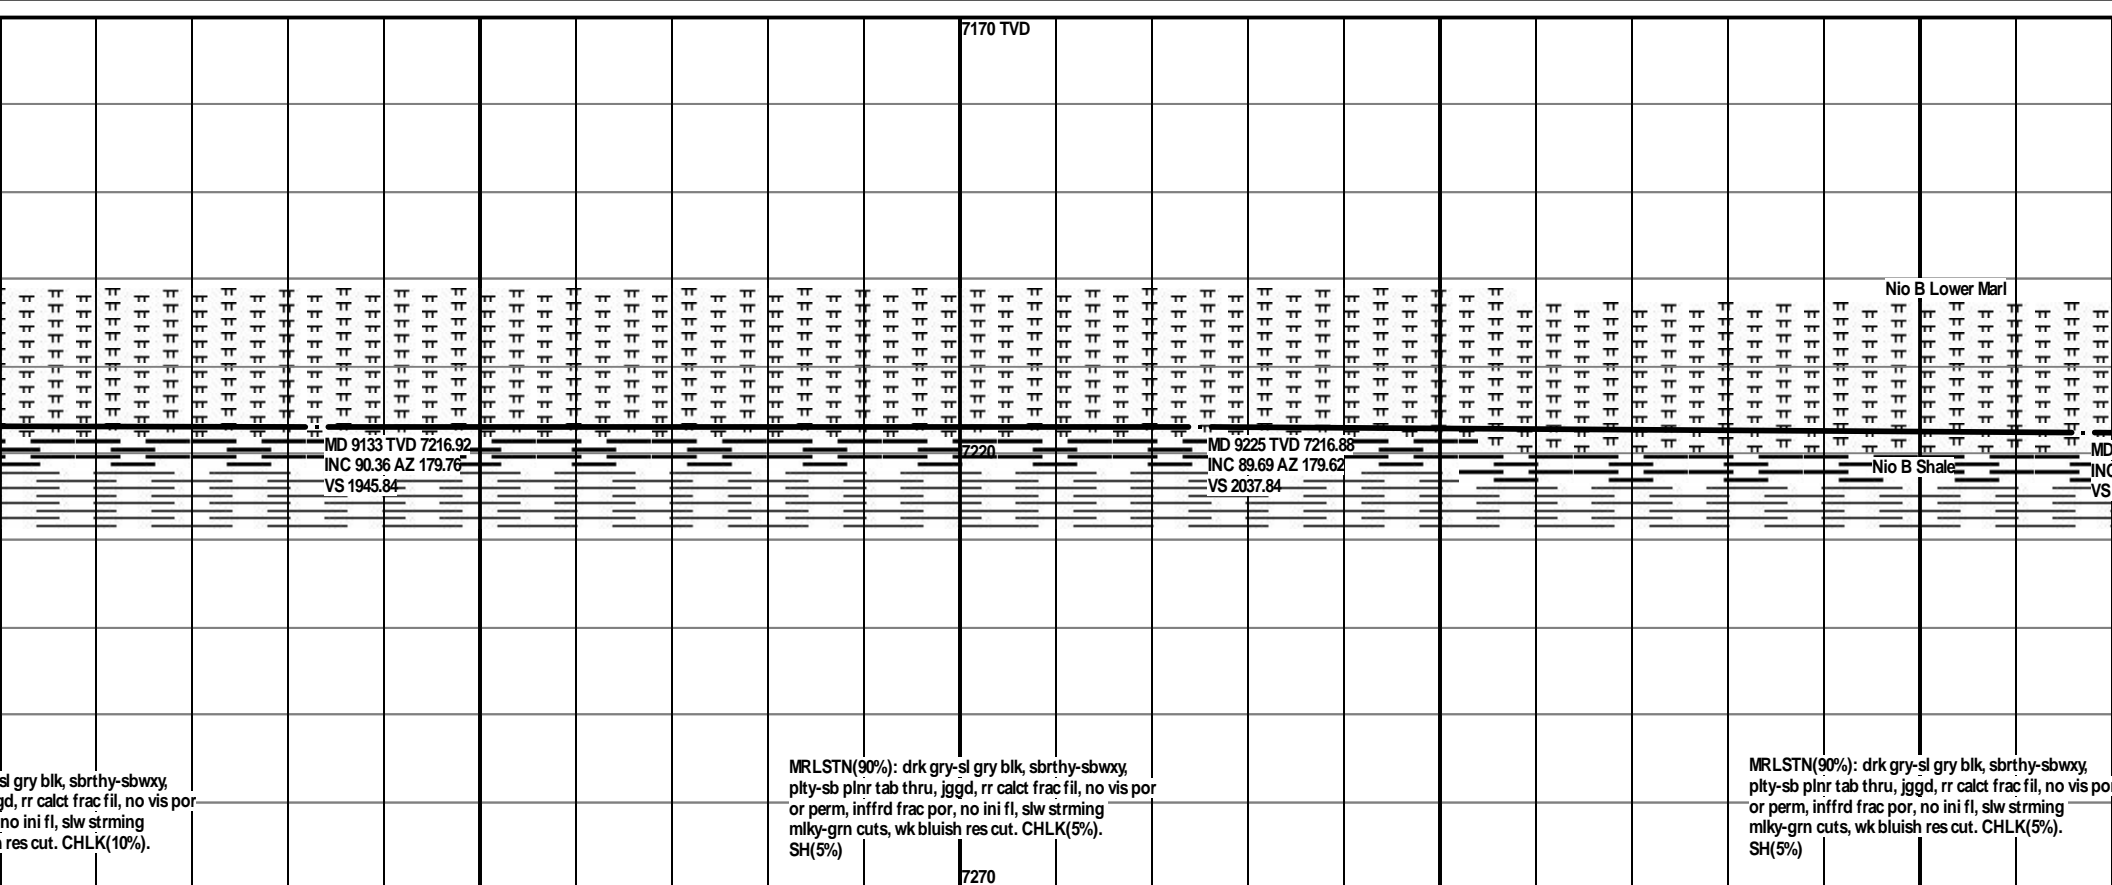 7170 TVD
Nio B Lower Marl
MD 9133 TVD 7216.92
INC 90.36 AZ 179.76
VS 1945.84
7220
MD 9225 TVD 7216.88
INC 89.69 AZ 179.62
VS 2037.84
Nio B Shale
MD
INC
VS
sl gry blk, sbrthy-sbwxy,
gd, rr calct frac fil, no vis por
no ini fl, slw strming
res cut. CHLK(10%).
MRLSTN(90%): drk gry-sl gry blk, sbrthy-sbwxy,
plty-sb plnr tab thru, jggd, rr calct frac fil, no vis por
or perm, inffrd frac por, no ini fl, slw strming
mlky-grn cuts, wk bluish res cut. CHLK(5%).
SH(5%)
MRLSTN(90%): drk gry-sl gry blk, sbrthy-sbwxy,
plty-sb plnr tab thru, jggd, rr calct frac fil, no vis por
or perm, inffrd frac por, no ini fl, slw strming
mlky-grn cuts, wk bluish res cut. CHLK(5%).
SH(5%)
7270